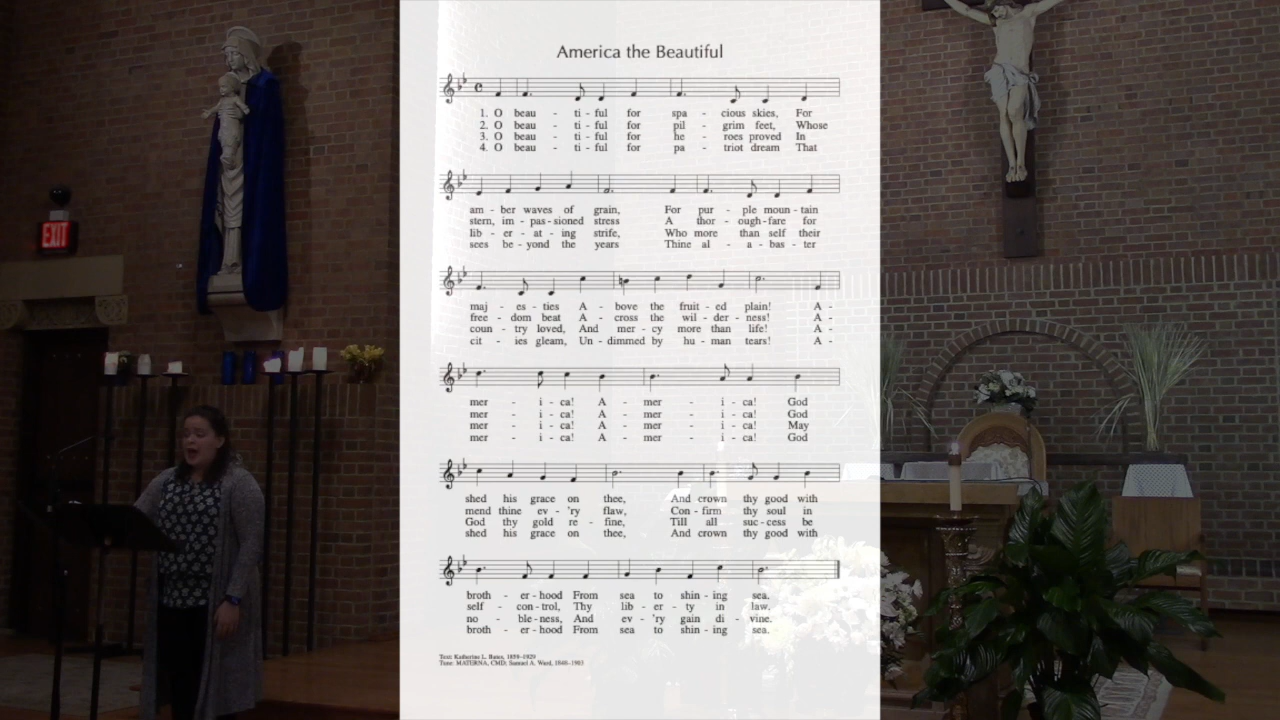 America the Beautiful
1. O beau - ti - ful for spa - cious skies, For
2. O beau - ti - ful for pil - grim feet, Whose
3. O beau - ti - ful for he - roes proved In
4. O beau - ti - ful for pa - triot dream That
am - ber waves of grain, For pur - ple moun - tain
stern, im - pas - sioned stress A thor - ough - fare for
lib - er - at - ing strife, Who more than self their
sees be - yond the years Thine al - a - bas - ter
maj - es - ties A - bove the fruit - ed plain! A -
free - dom beat A - cross the wil - der - ness! A -
coun - try loved, And mer - cy more than life! A -
cit - ies gleam, Un - dimmed by hu - man tears! A -
mer - i - ca! A - mer - i - ca! God
mer - i - ca! A - mer - i - ca! God
mer - i - ca! A - mer - i - ca! May
mer - i - ca! A - mer - i - ca! God
shed his grace on thee, And crown thy good with
mend thine ev - 'ry flaw, Con - firm thy soul in
God thy gold re - fine, Till all suc - cess be
shed his grace on thee, And crown thy good with
broth - er - hood From sea to shin - ing sea.
self - con - trol, Thy lib - er - ty in law.
no - ble - ness, And ev - 'ry gain di - vine.
broth - er - hood From sea to shin - ing sea.
Text: Katherine L. Bates, 1859–1929
Tune: MATERNA, CMD; Samuel A. Ward, 1848–1903
EXIT